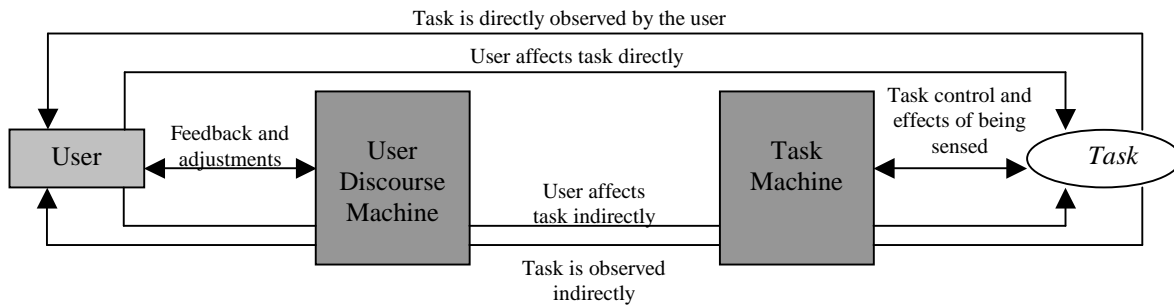 Task is directly observed by the user
User affects task directly
Task control and
effects of being
sensed
Feedback and
adjustments
User
User
Discourse
Machine
Task
Machine
Task
User affects
task indirectly
Task is observed
indirectly